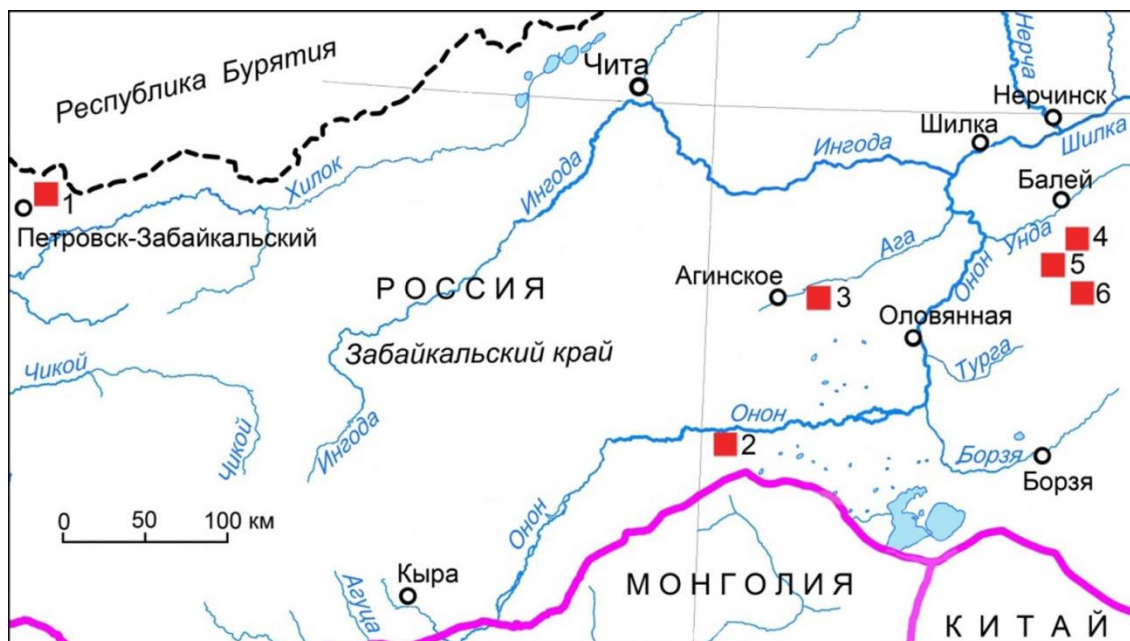 Республика Бурятия
Чита
Нерча
Нерчинск
Шилка
Шилка
Ингода
Ингода
Хилок
Балей
1
Петровск-Забайкальский
Унда
4
Ага
5
РОССИЯ
Агинское
3
Онон
6
Оловянная
Забайкальский край
Турга
Чикой
Чикой
Ингода
Онон
2
Борзя
Борзя
0 50 100 км
Онон
Кыра
Агуца
МОНГОЛИЯ
КИТАЙ